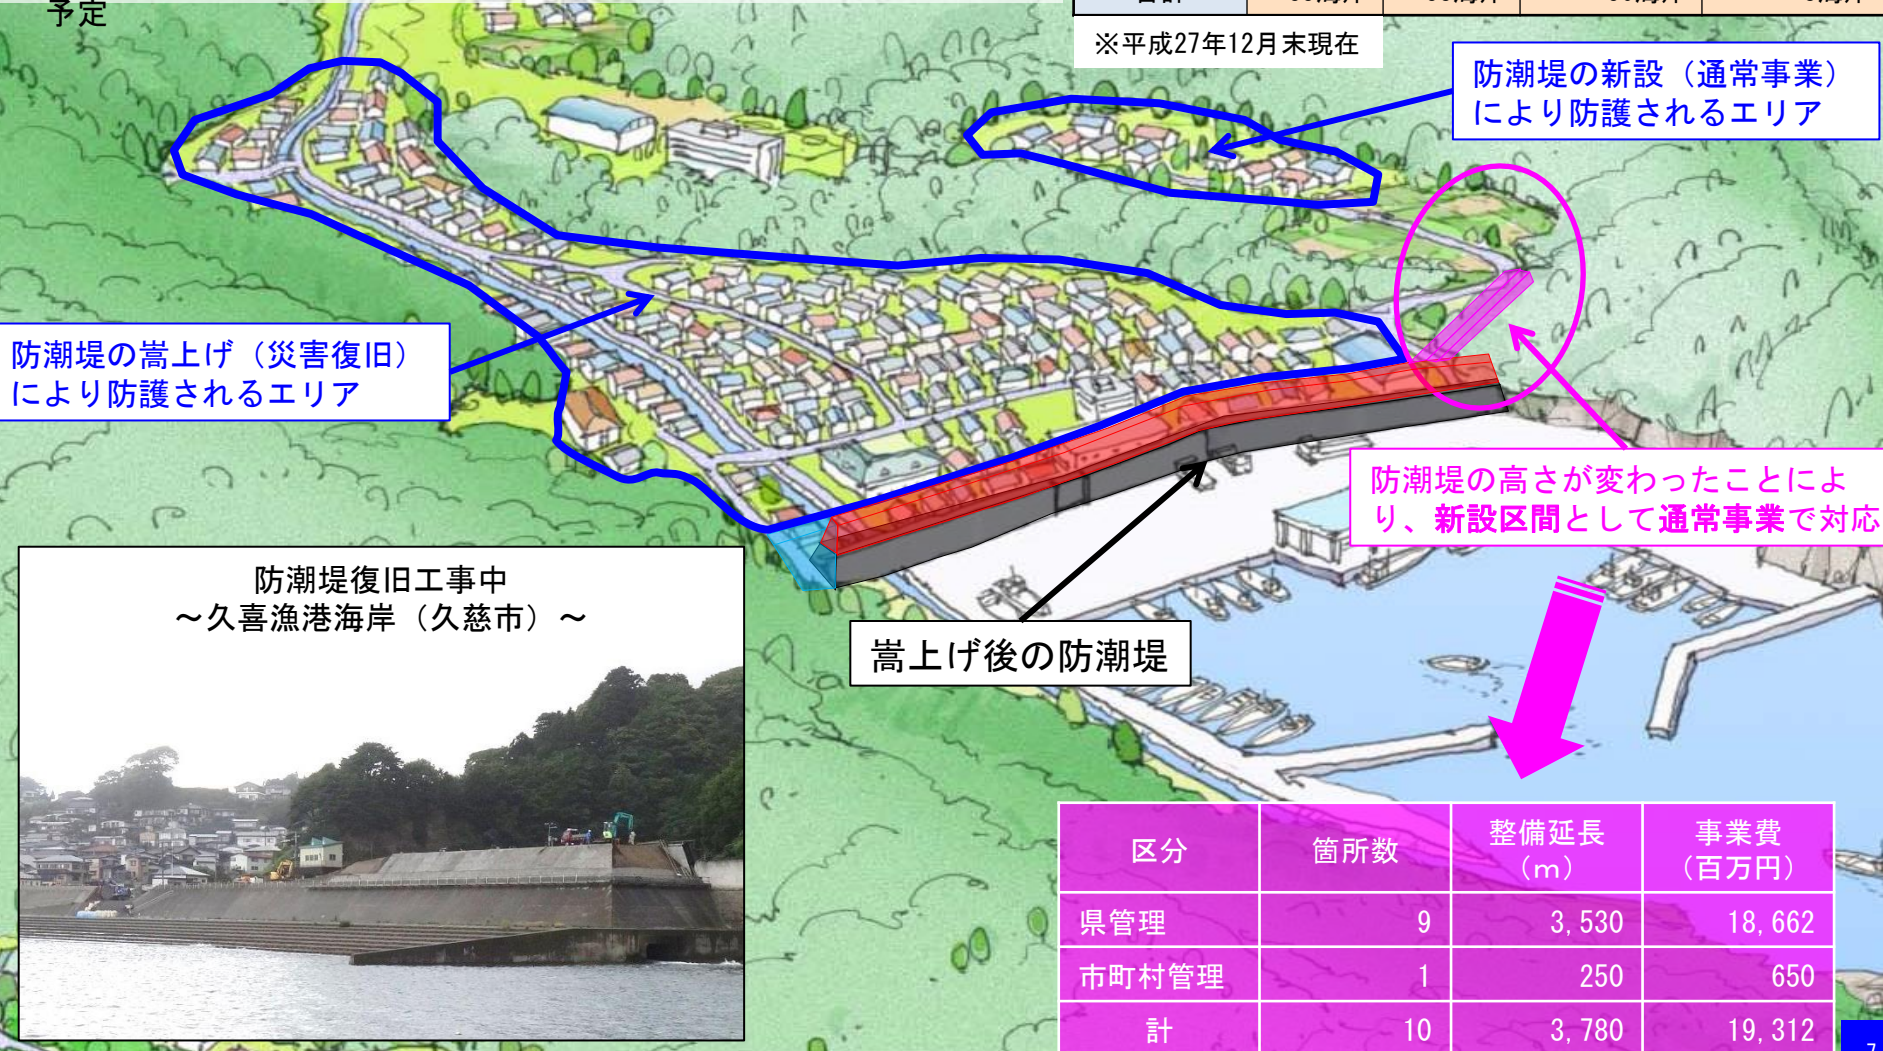 予定
※平成27年12月末現在
防潮堤の新設（通常事業）
により防護されるエリア
防潮堤の嵩上げ（災害復旧）
により防護されるエリア
防潮堤の高さが変わったことによ
り、新設区間として通常事業で対応
嵩上げ後の防潮堤
防潮堤復旧工事中
～久喜漁港海岸（久慈市）～
区分 箇所数 整備延長（ｍ） 事業費（百万円）
県管理 9 3,530 18,662
市町村管理 1 250 650
計 10 3,780 19,312
7